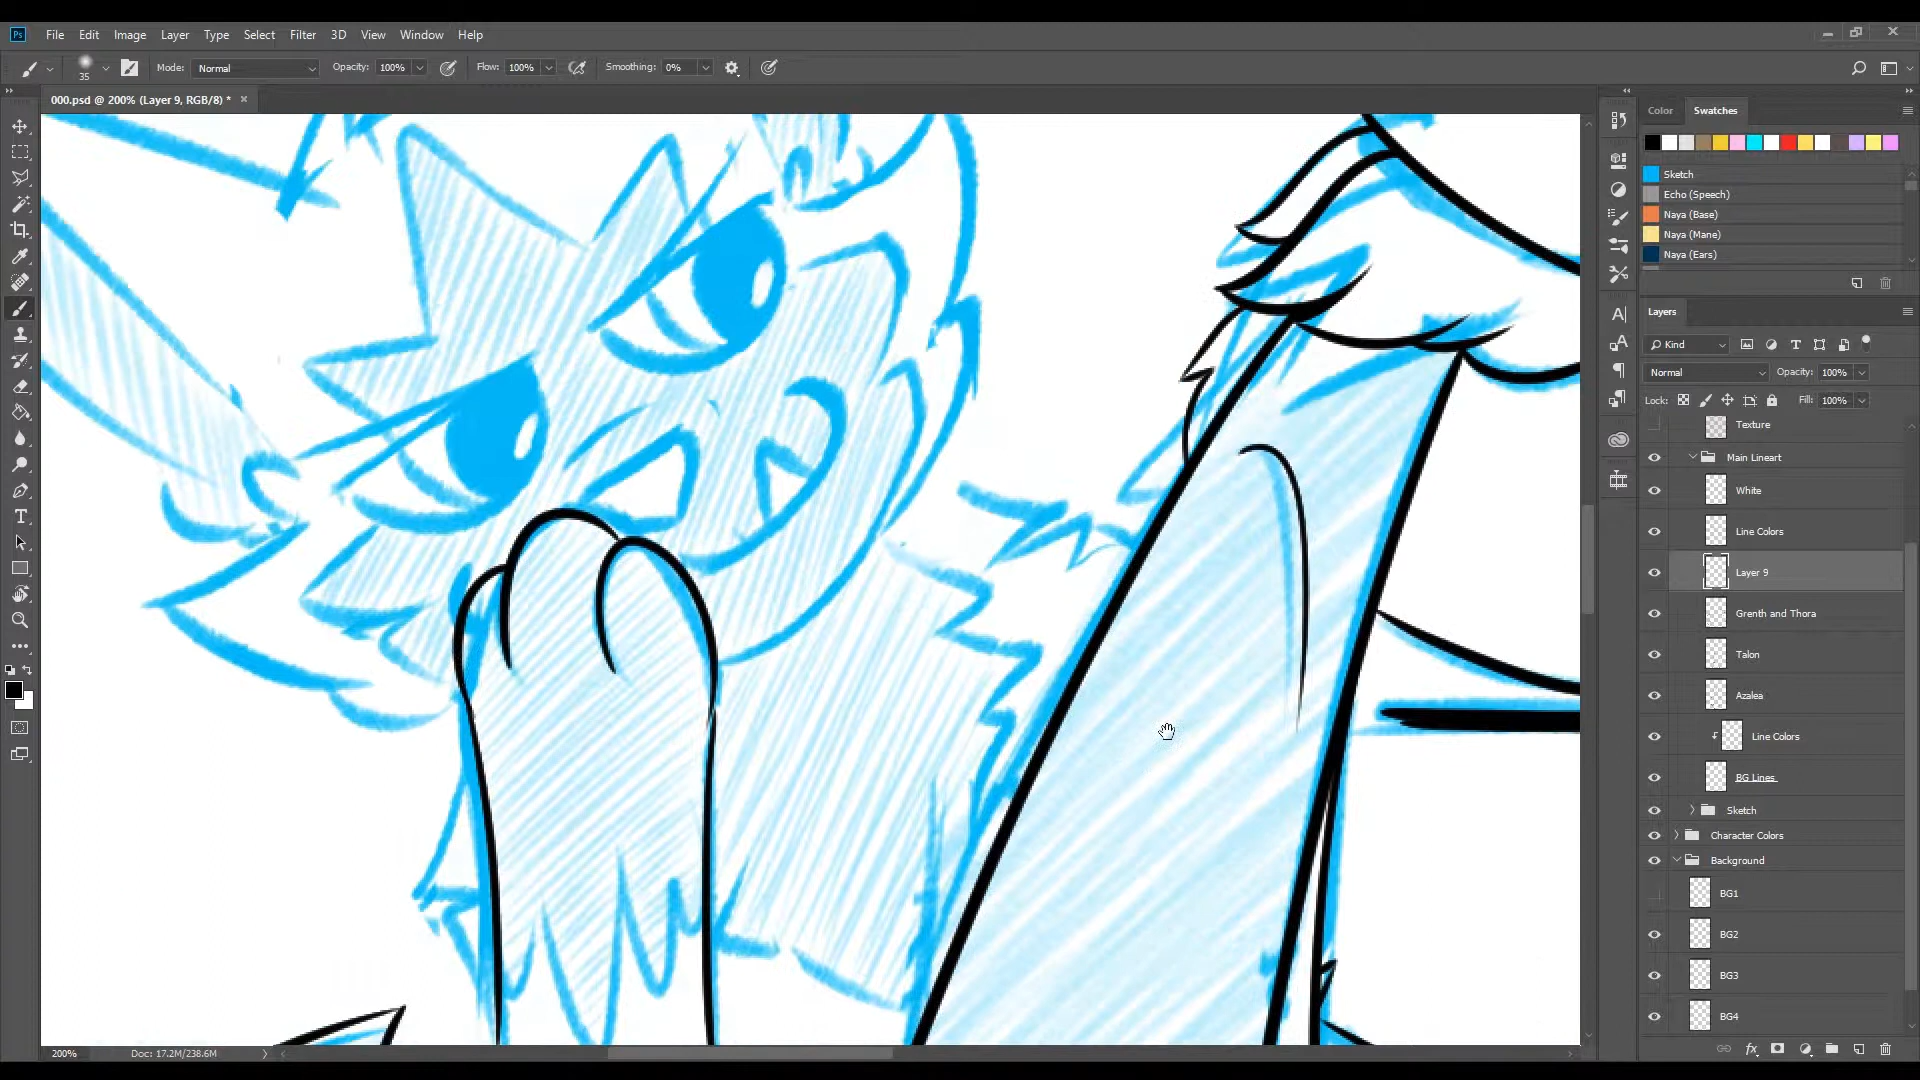 Ps File Edit Image Layer Type Select Filter 3D View Window Help
35 Mode: Normal Opacity: 100% Flow: 100% Smoothing: 0%
000.psd @ 200% (Layer 9, RGB/8) * ×
Color Swatches
Sketch
Echo (Speech)
Naya (Base)
Naya (Mane)
Naya (Ears)
Layers
Kind
Normal Opacity: 100%
Lock: Fill: 100%
Texture
Main Lineart
White
Line Colors
Layer 9
Grenth and Thora
Talon
Azalea
Line Colors
BG Lines
Sketch
Character Colors
Background
BG1
BG2
BG3
BG4
200% Doc: 17.2M/238.6M